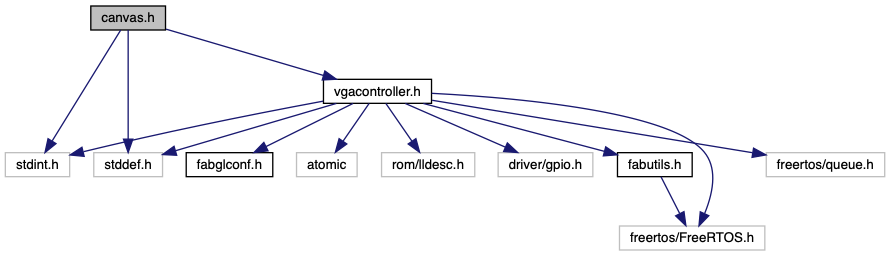 canvas.h
vgacontroller.h
stdint.h
stddef.h
fabglconf.h
atomic
rom/lldesc.h
driver/gpio.h
fabutils.h
freertos/queue.h
freertos/FreeRTOS.h